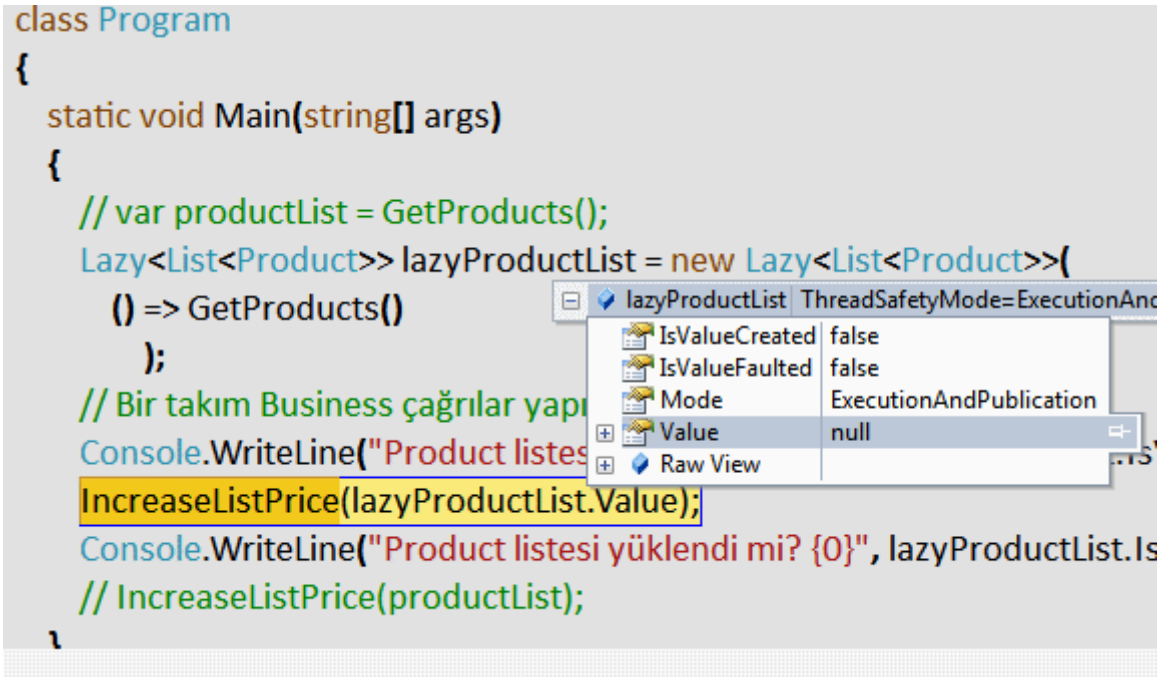 class Program
{
static void Main(string[] args)
{
// var productList = GetProducts();
Lazy<List<Product>> lazyProductList = new Lazy<List<Product>>(
() => GetProducts()
lazyProductList ThreadSafetyMode=ExecutionAnd
IsValueCreated false
);
IsValueFaulted false
Mode ExecutionAndPublication
// Bir takım Business çağrılar yapı
Value null
Console.WriteLine("Product listes
Raw View
IncreaseListPrice(lazyProductList.Value);
Console.WriteLine("Product listesi yüklendi mi? {0}", lazyProductList.Is
// IncreaseListPrice(productList);
}